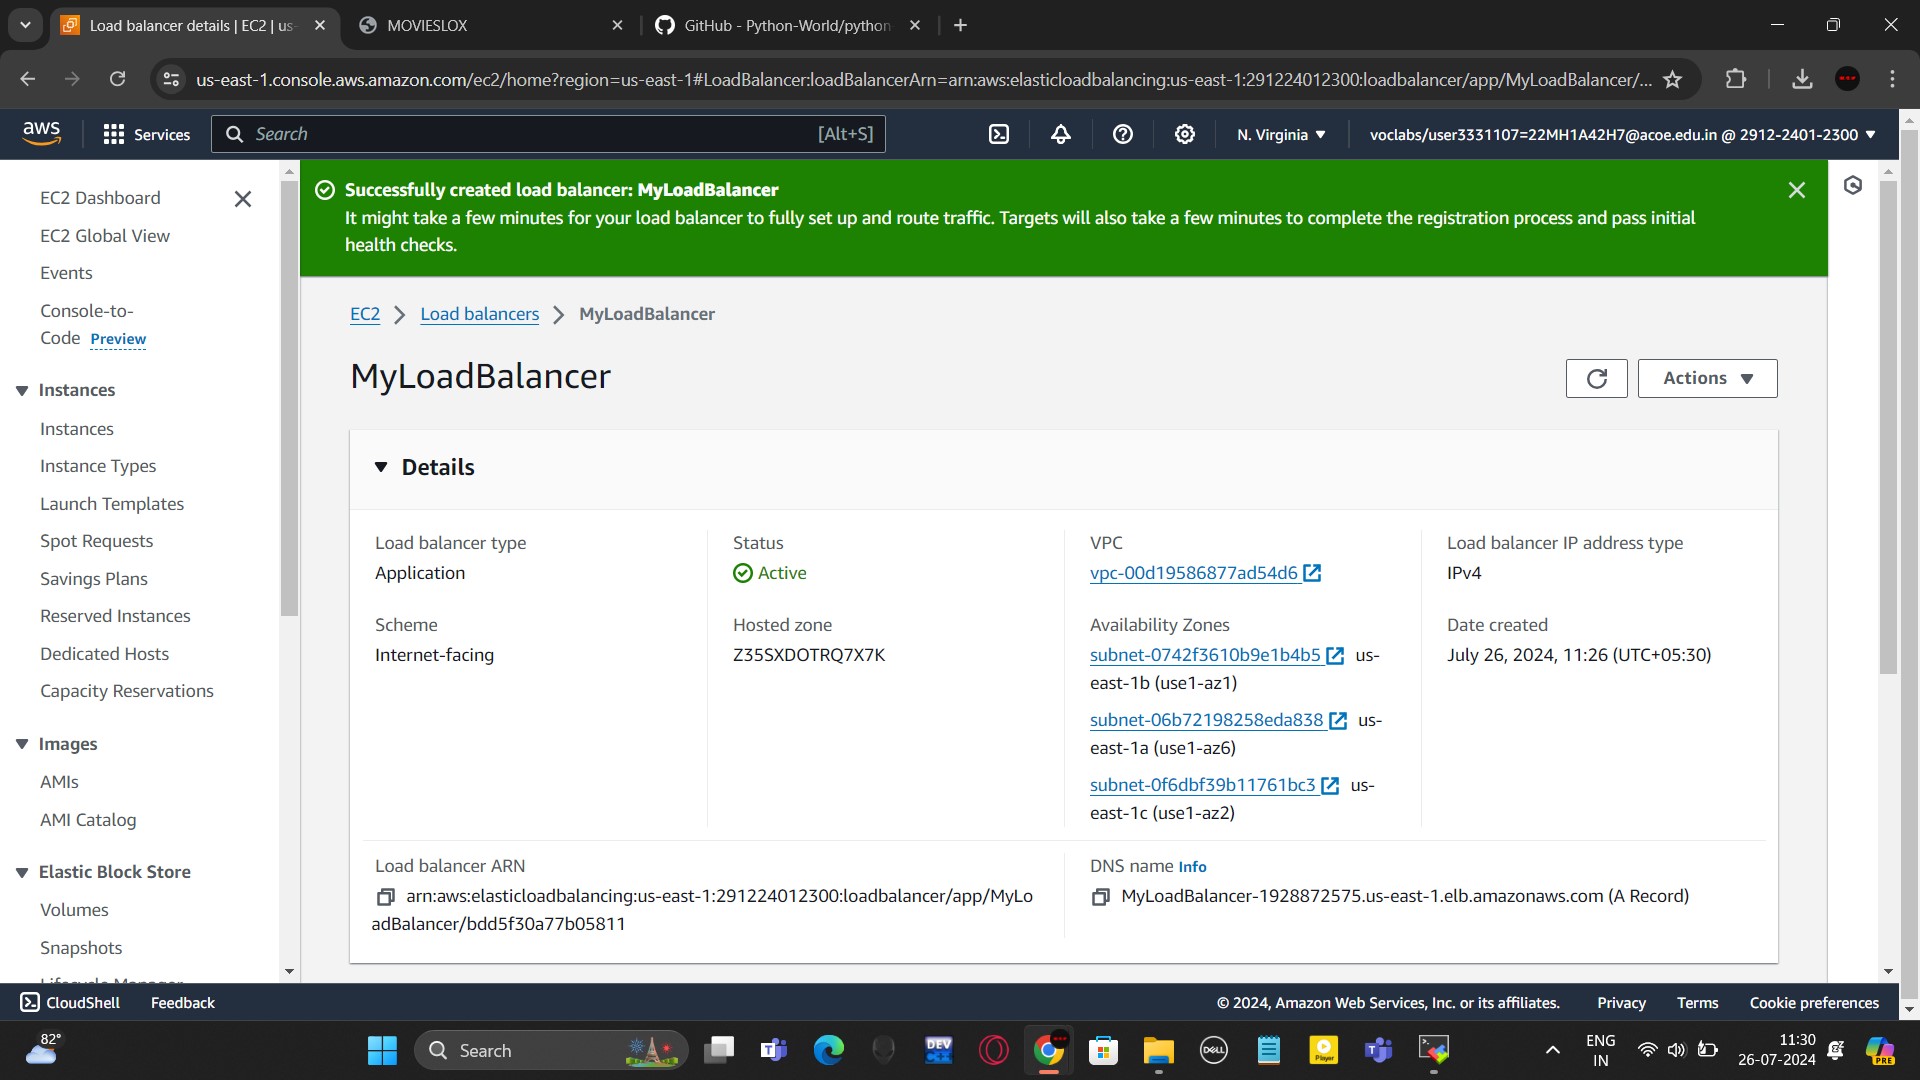 Load balancer details | EC2 | us-
MOVIESLOX
GitHub - Python-World/python
us-east-1.console.aws.amazon.com/ec2/home?region=us-east-1#LoadBalancer:loadBalancerArn=arn:aws:elasticloadbalancing:us-east-1:291224012300:loadbalancer/app/MyLoadBalancer/...
aws
Services
Search
[Alt+S]
N. Virginia
voclabs/user3331107=22MH1A42H7@acoe.edu.in @ 2912-2401-2300
EC2 Dashboard
EC2 Global View
Events
Console-to-
Code Preview
Instances
Instances
Instance Types
Launch Templates
Spot Requests
Savings Plans
Reserved Instances
Dedicated Hosts
Capacity Reservations
Images
AMIs
AMI Catalog
Elastic Block Store
Volumes
Snapshots
Lifecycle Manager
Successfully created load balancer: MyLoadBalancer
It might take a few minutes for your load balancer to fully set up and route traffic. Targets will also take a few minutes to complete the registration process and pass initial
health checks.
EC2
Load balancers
MyLoadBalancer
MyLoadBalancer
Actions
Details
Load balancer type
Application
Status
Active
VPC
vpc-00d19586877ad54d6
Load balancer IP address type
IPv4
Scheme
Internet-facing
Hosted zone
Z35SXDOTRQ7X7K
Availability Zones
subnet-0742f3610b9e1b4b5 us-
east-1b (use1-az1)
subnet-06b72198258eda838 us-
east-1a (use1-az6)
subnet-0f6dbf39b11761bc3 us-
east-1c (use1-az2)
Date created
July 26, 2024, 11:26 (UTC+05:30)
Load balancer ARN
arn:aws:elasticloadbalancing:us-east-1:291224012300:loadbalancer/app/MyLo
adBalancer/bdd5f30a77b05811
DNS name Info
MyLoadBalancer-1928872575.us-east-1.elb.amazonaws.com (A Record)
CloudShell
Feedback
© 2024, Amazon Web Services, Inc. or its affiliates.
Privacy
Terms
Cookie preferences
82°
Search
DEV
C++
DELL
Player
ENG
IN
11:30
26-07-2024
PRE